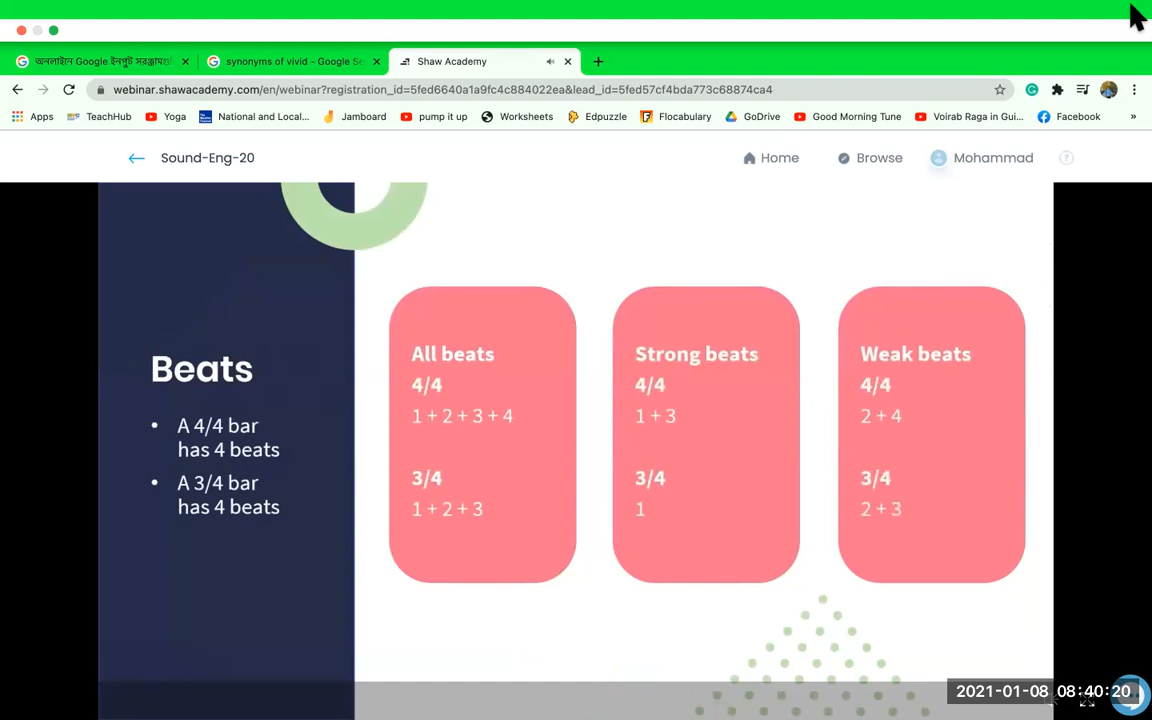 অনলাইনে Google ইনপুট সরঞ্জামগু
synonyms of vivid - Google Se
Shaw Academy
webinar.shawacademy.com/en/webinar?registration_id=5fed6640a1a9fc4c884022ea&lead_id=5fed57cf4bda773c68874ca4
Apps TeachHub Yoga National and Local... Jamboard pump it up Worksheets Edpuzzle Flocabulary GoDrive Good Morning Tune Voirab Raga in Gui... Facebook »
Sound-Eng-20
Home Browse Mohammad ?
Beats
• A 4/4 bar
has 4 beats
• A 3/4 bar
has 4 beats
All beats
4/4
1 + 2 + 3 + 4
3/4
1 + 2 + 3
Strong beats
4/4
1 + 3
3/4
1
Weak beats
4/4
2 + 4
3/4
2 + 3
2021-01-08 08:40:20